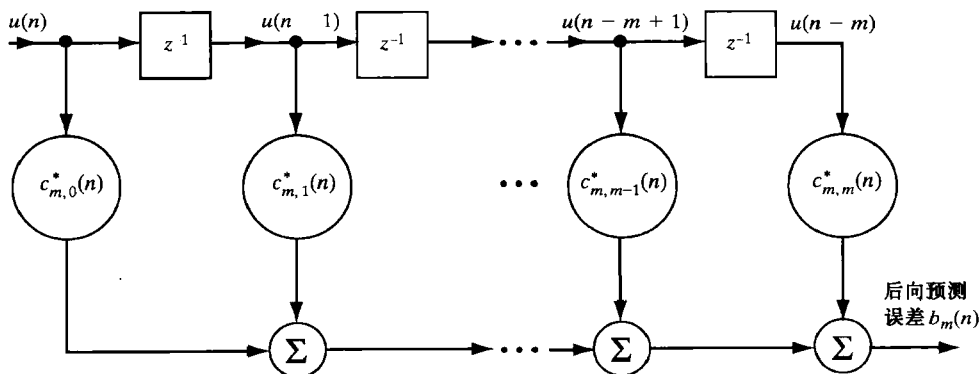 u(n) u(n 1) u(n − m + 1) u(n − m)
z⁻¹ z⁻¹ • • • z⁻¹
c*ₘ,₀(n) c*ₘ,₁(n) • • • c*ₘ,ₘ₋₁(n) c*ₘ,ₘ(n)
后向预测
误差 bₘ(n)
Σ • • • Σ Σ